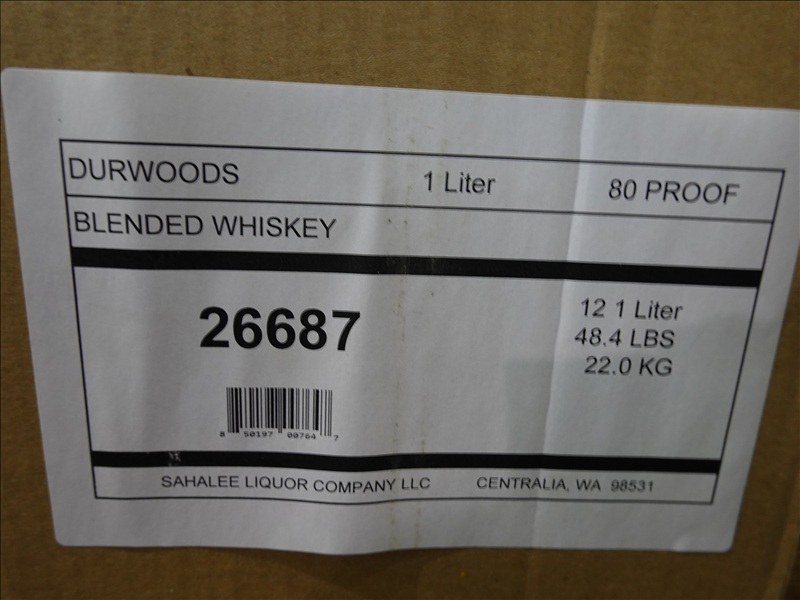 DURWOODS 1 Liter 80 PROOF
BLENDED WHISKEY
26687
12 1 Liter
48.4 LBS
22.0 KG
8 50197 00764 7
SAHALEE LIQUOR COMPANY LLC CENTRALIA, WA 98531